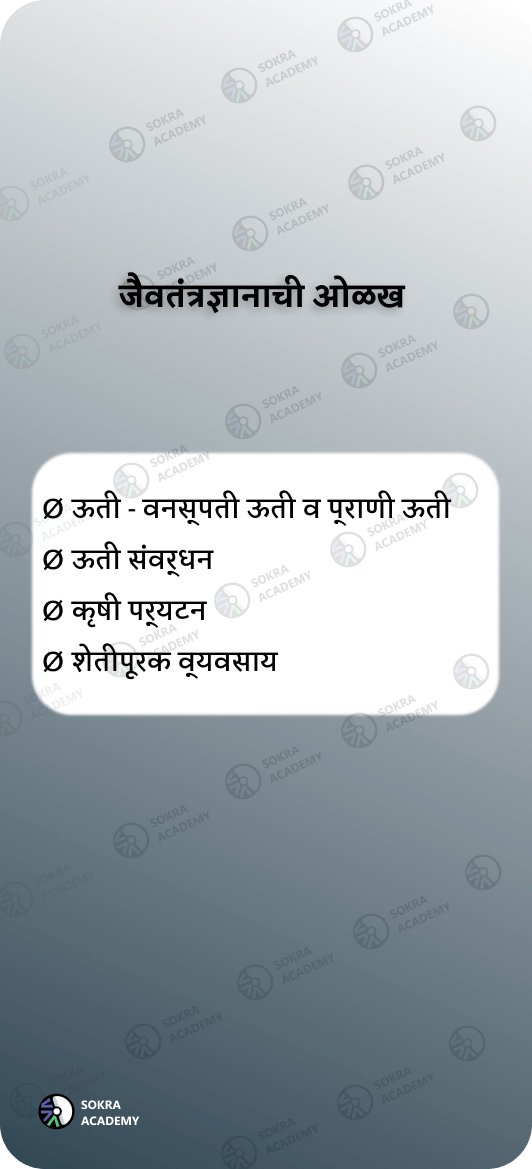 जैवतंत्रज्ञानाची ओळख
Ø ऊती - वनस्पती ऊती व प्राणी ऊती
Ø ऊती संवर्धन
Ø कृषी पर्यटन
Ø शेतीपूरक व्यवसाय
SOKRA
ACADEMY